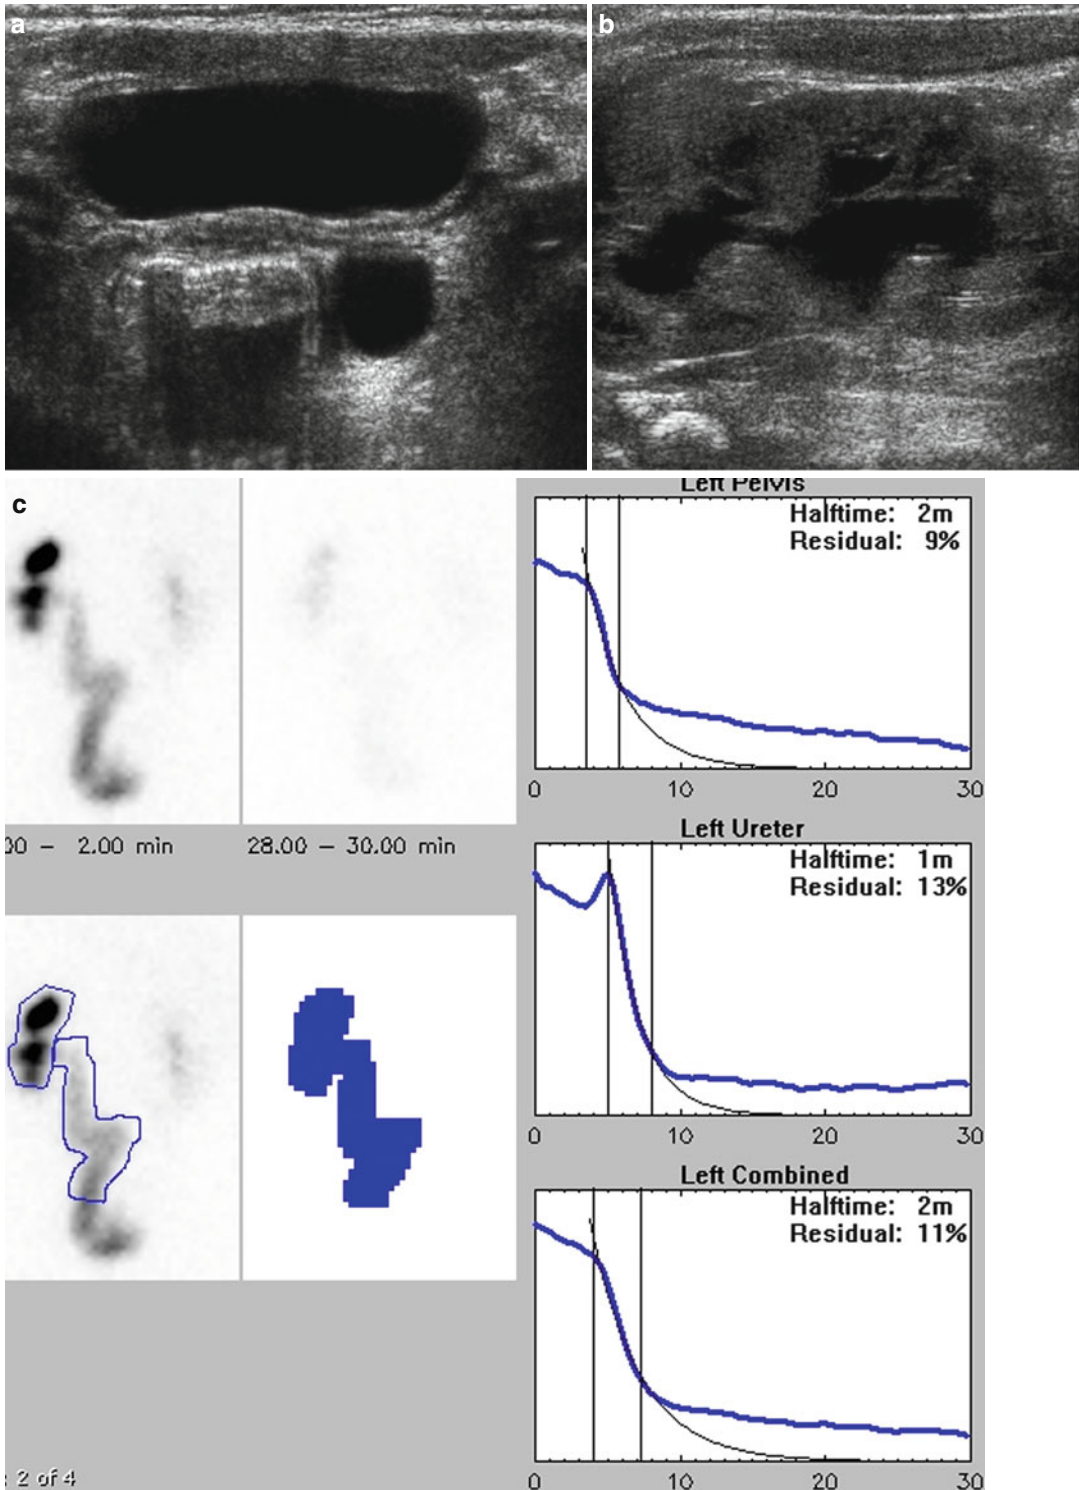 a
b
c
Left Pelvis
Halftime: 2m
Residual: 9%
0 10 20 30
00 – 2.00 min
28.00 – 30.00 min
Left Ureter
Halftime: 1m
Residual: 13%
0 10 20 30
Left Combined
Halftime: 2m
Residual: 11%
0 10 20 30
: 2 of 4